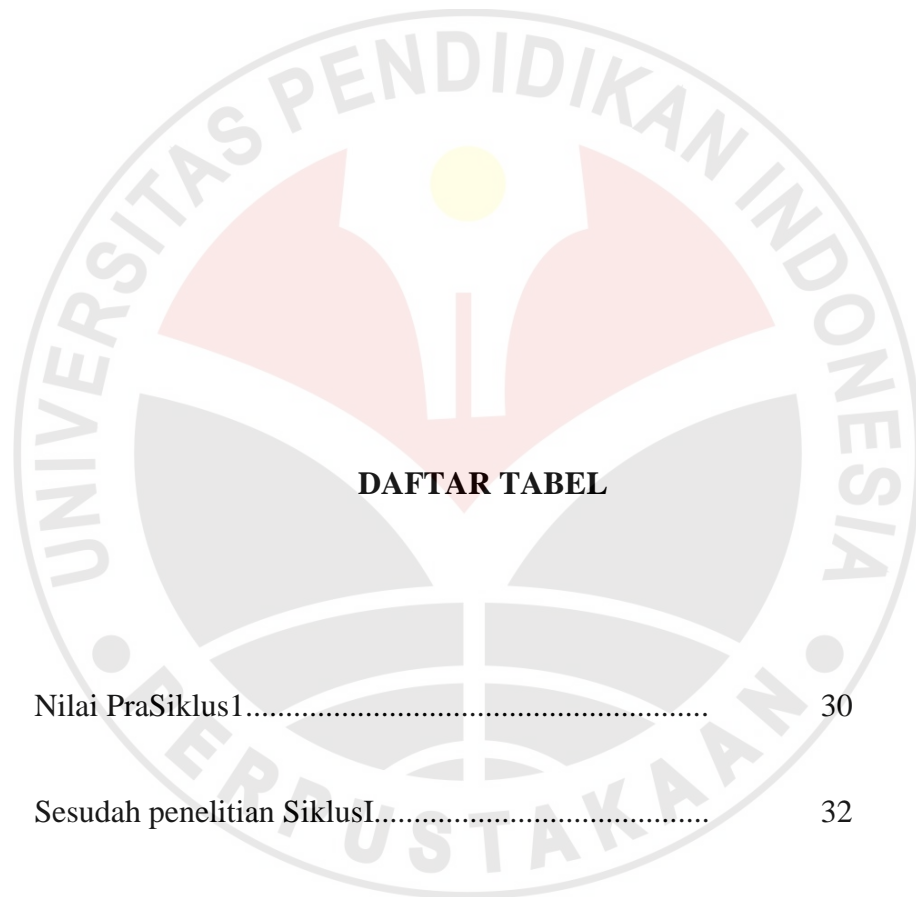 UNIVERSITAS PENDIDIKAN INDONESIA
DAFTAR TABEL
Nilai PraSiklus1.......................................................... 30
Sesudah penelitian SiklusI.......................................... 32
PERPUSTAKAAN